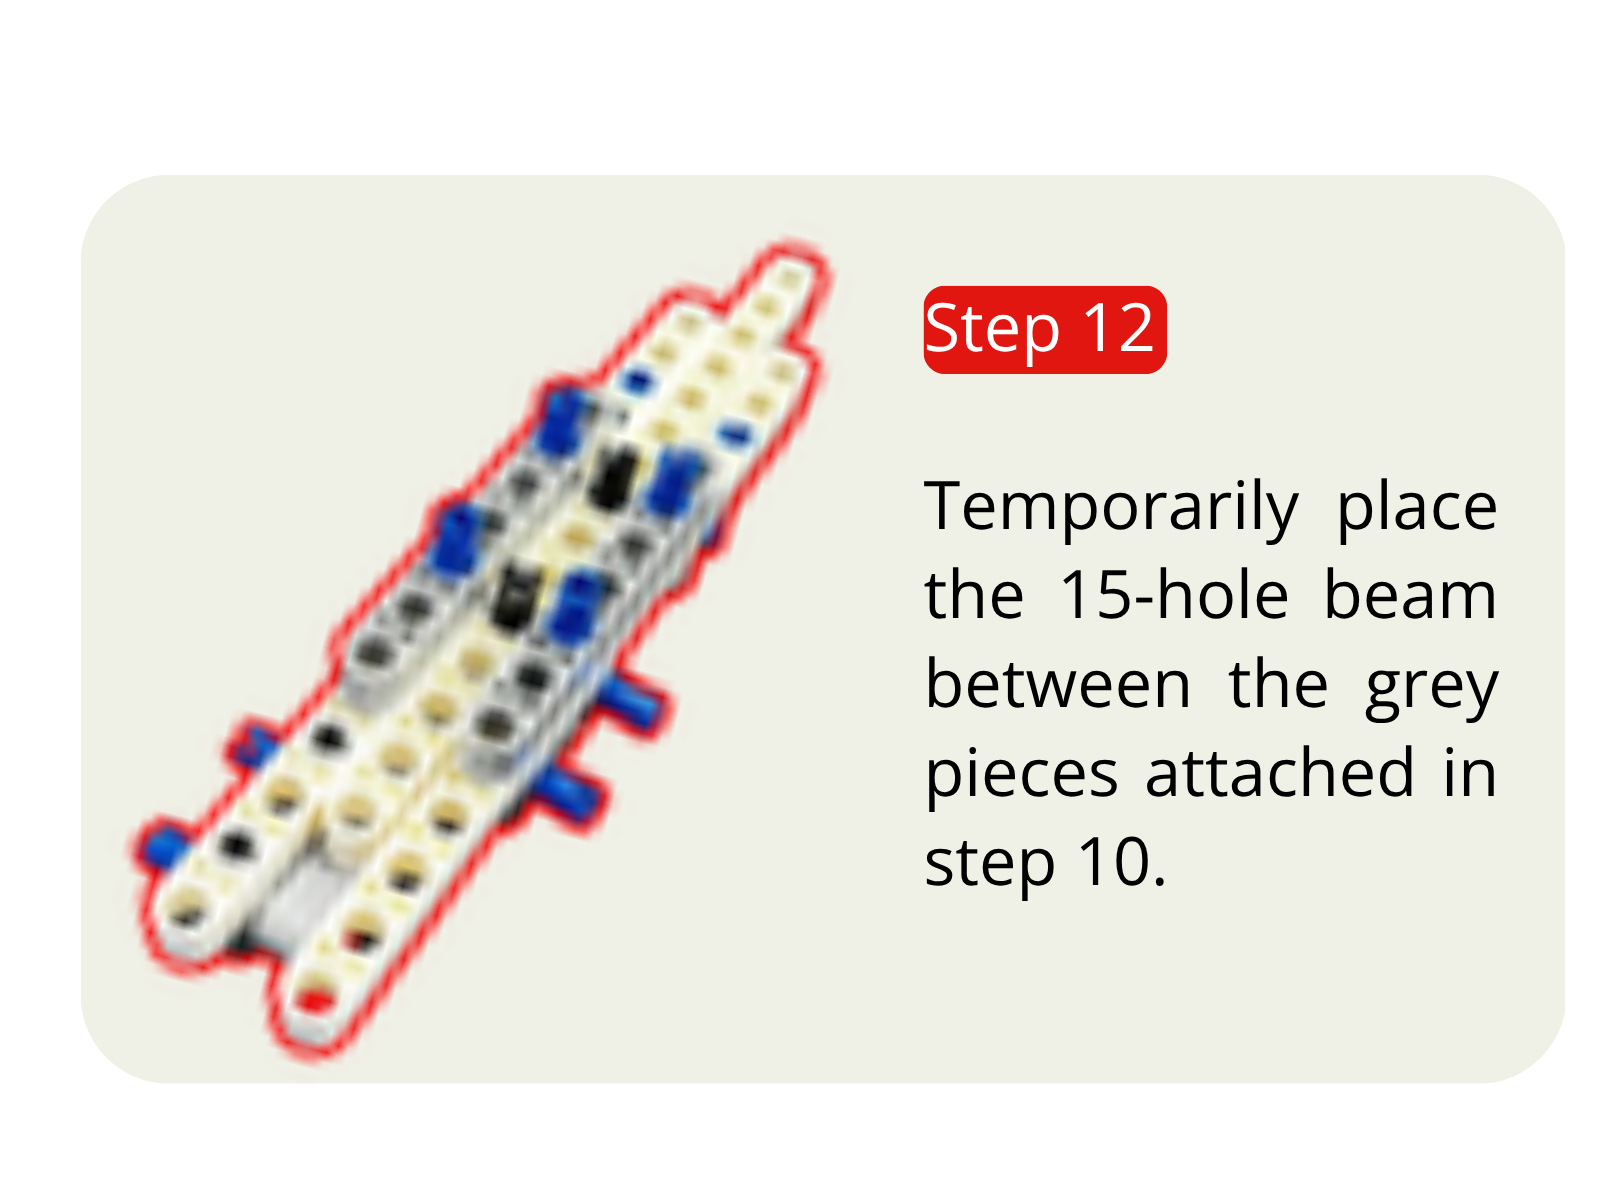 Step 12
Temporarily place
the 15-hole beam
between the grey
pieces attached in
step 10.